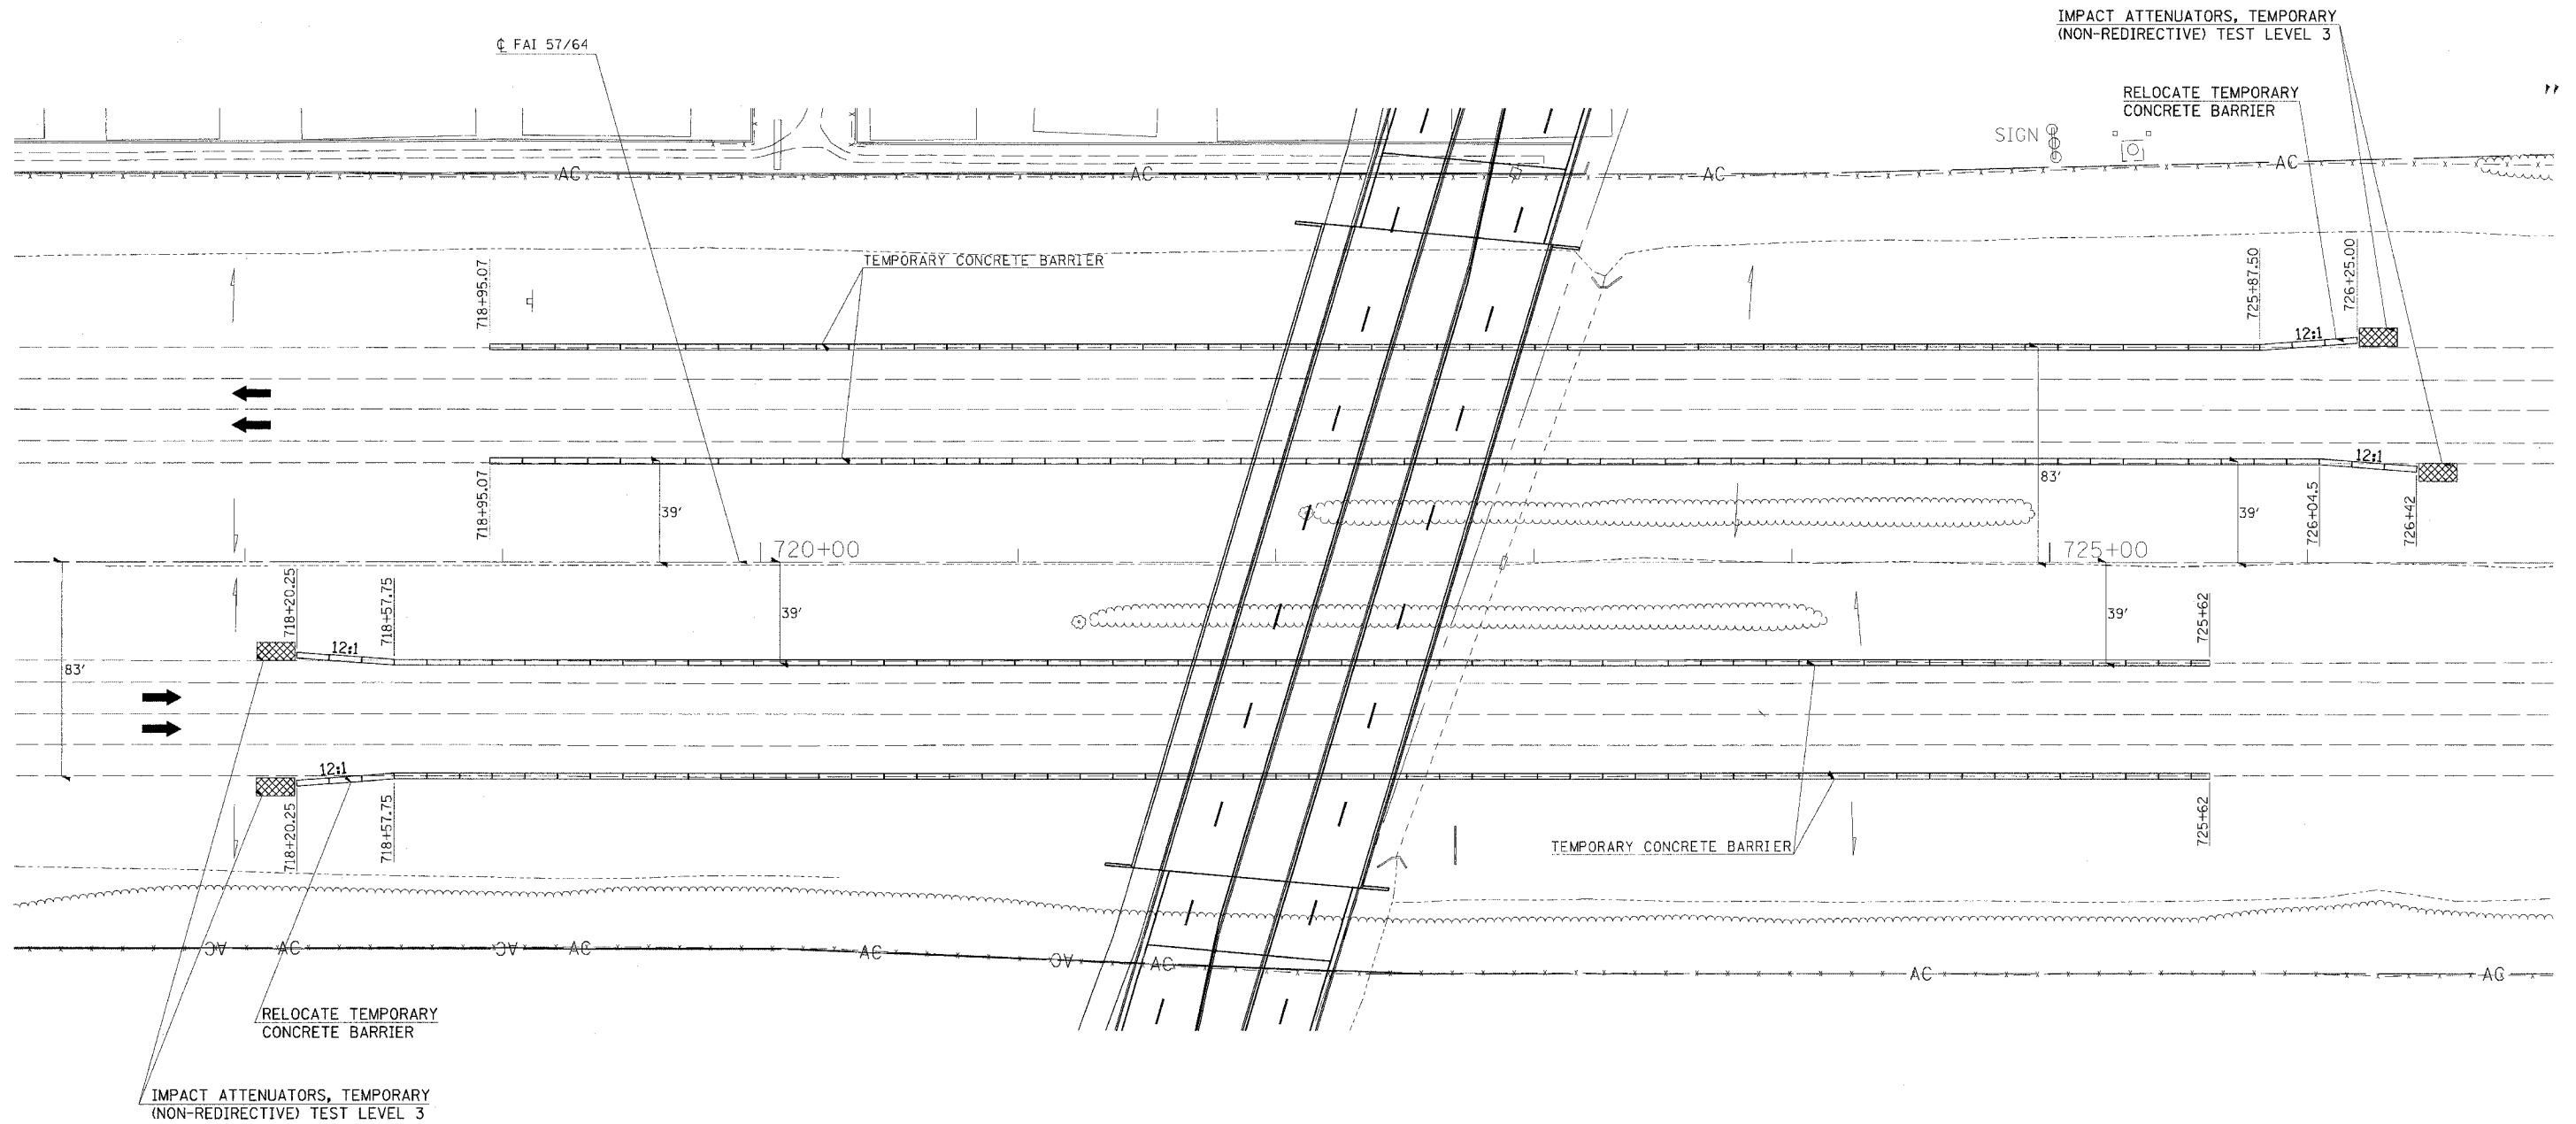 IMPACT ATTENUATORS, TEMPORARY
(NON-REDIRECTIVE) TEST LEVEL 3
℄ FAI 57/64
RELOCATE TEMPORARY
CONCRETE BARRIER
SIGN
AC
AC
AC
AC
TEMPORARY CONCRETE BARRIER
718+95.07
725+87.50
726+25.00
12:1
12:1
718+95.07
39'
83'
39'
726+04.5
726+42
720+00
725+00
718+20.25
718+57.75
39'
39'
725+62
12:1
83'
12:1
718+20.25
718+57.75
725+62
TEMPORARY CONCRETE BARRIER
AC
AC
AC
AC
AC
AC
AC
AC
AC
RELOCATE TEMPORARY
CONCRETE BARRIER
IMPACT ATTENUATORS, TEMPORARY
(NON-REDIRECTIVE) TEST LEVEL 3